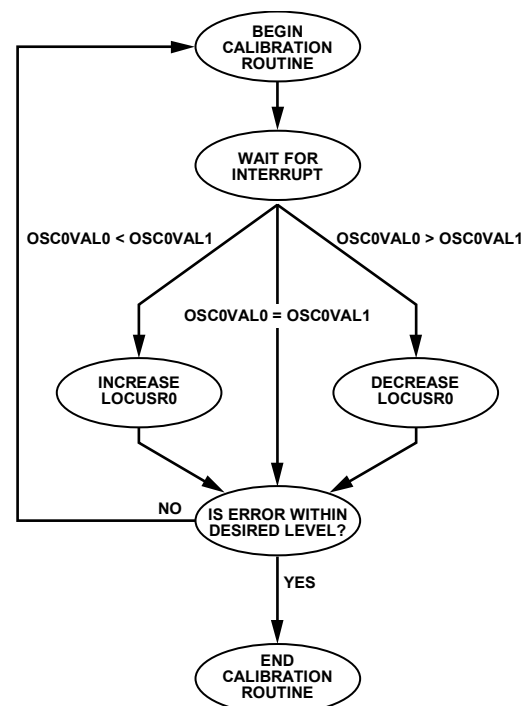 BEGIN
CALIBRATION
ROUTINE
WAIT FOR
INTERRUPT
OSC0VAL0 < OSC0VAL1
OSC0VAL0 > OSC0VAL1
OSC0VAL0 = OSC0VAL1
INCREASE
LOCUSR0
DECREASE
LOCUSR0
NO
IS ERROR WITHIN
DESIRED LEVEL?
YES
END
CALIBRATION
ROUTINE